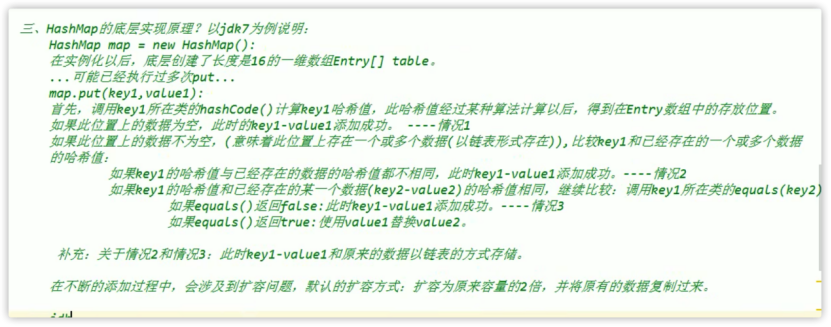 三、HashMap的底层实现原理？以jdk7为例说明：
HashMap map = new HashMap():
在实例化以后，底层创建了长度是16的一维数组Entry[] table。
...可能已经执行过多次put...
map.put(key1,value1):
首先，调用key1所在类的hashCode()计算key1哈希值，此哈希值经过某种算法计算以后，得到在Entry数组中的存放位置。
如果此位置上的数据为空，此时的key1-value1添加成功。 ----情况1
如果此位置上的数据不为空，(意味着此位置上存在一个或多个数据(以链表形式存在)),比较key1和已经存在的一个或多个数据
的哈希值：
如果key1的哈希值与已经存在的数据的哈希值都不相同，此时key1-value1添加成功。----情况2
如果key1的哈希值和已经存在的某一个数据(key2-value2)的哈希值相同，继续比较：调用key1所在类的equals(key2)
如果equals()返回false:此时key1-value1添加成功。----情况3
如果equals()返回true:使用value1替换value2。
补充：关于情况2和情况3：此时key1-value1和原来的数据以链表的方式存储。
在不断的添加过程中，会涉及到扩容问题，默认的扩容方式：扩容为原来容量的2倍，并将原有的数据复制过来。
jdk